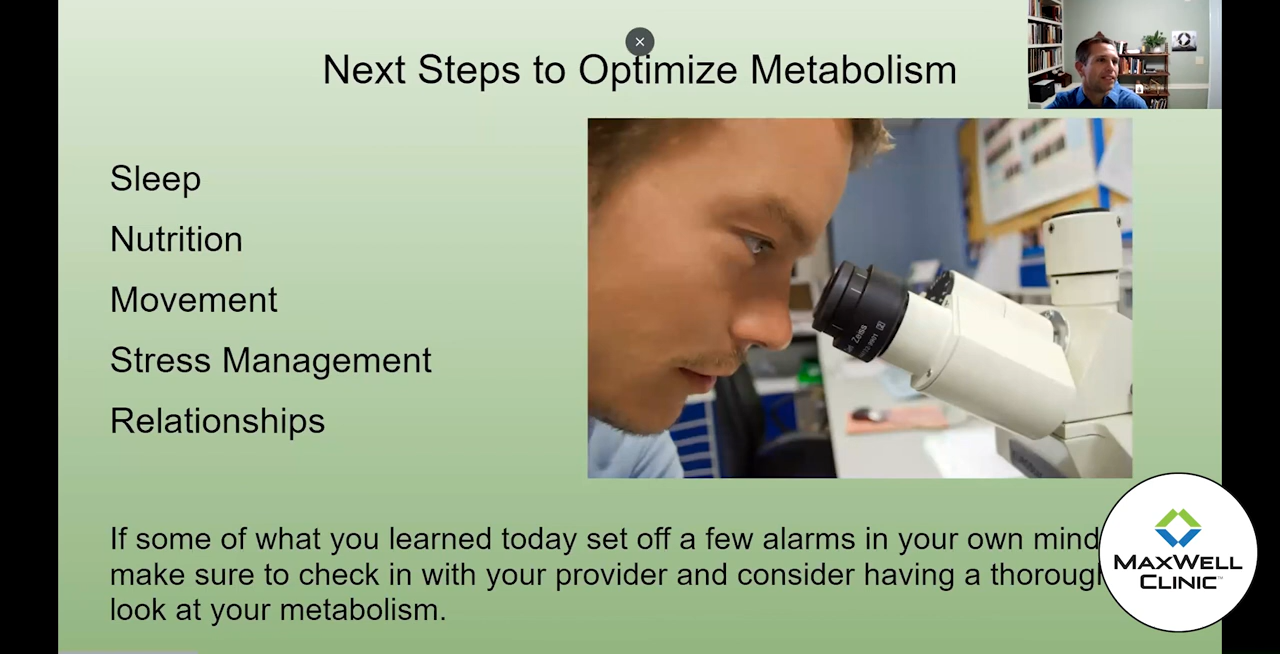 Next Steps to Optimize Metabolism
Sleep
Nutrition
Movement
Stress Management
Relationships
Zeiss
If some of what you learned today set off a few alarms in your own mind
make sure to check in with your provider and consider having a thorough
look at your metabolism.
MAXWELL
CLINIC™